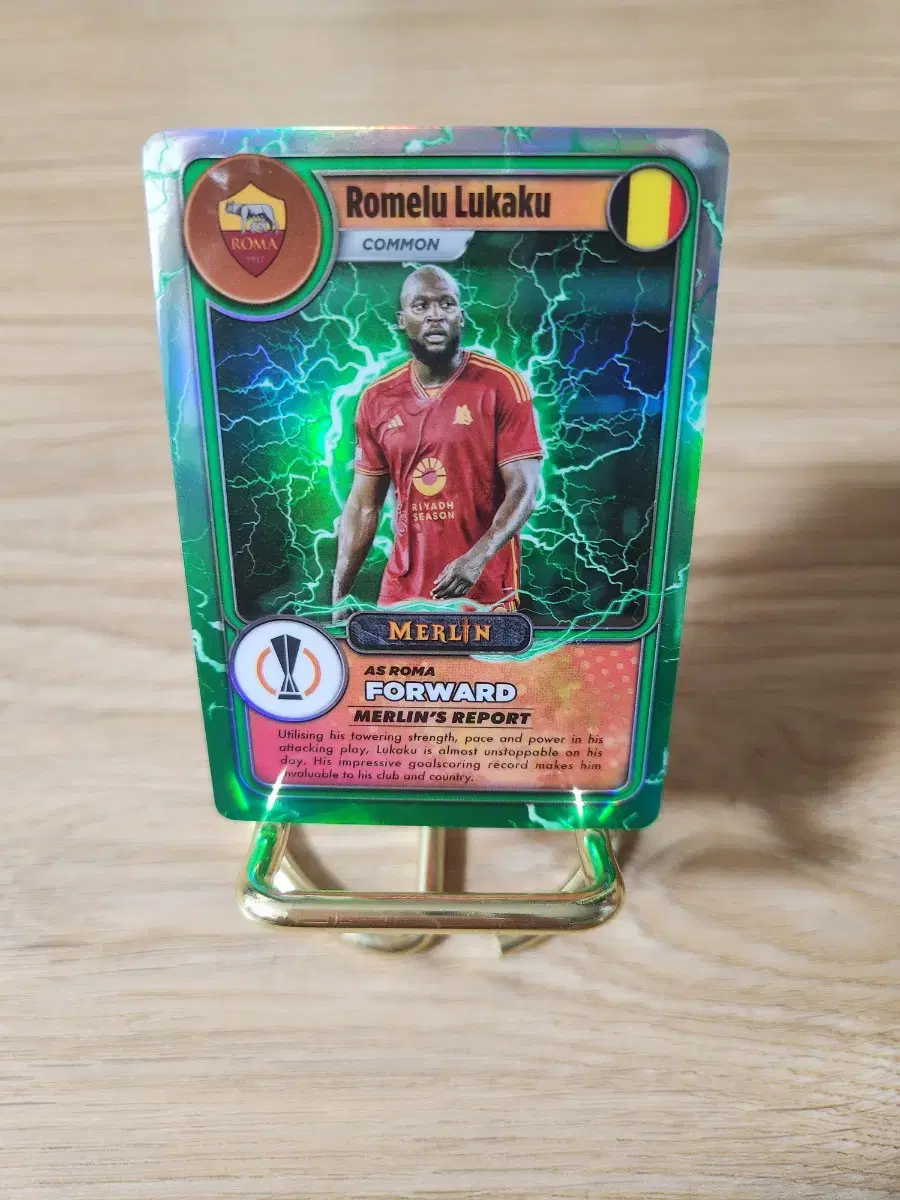 Romelu Lukaku
COMMON
ROMA
1927
RIYADH
SEASON
MERLIN
AS ROMA
FORWARD
MERLIN'S REPORT
Utilising his towering strength, pace and power in his
attacking play, Lukaku is almost unstoppable on his
day. His impressive goalscoring record makes him
invaluable to his club and country.